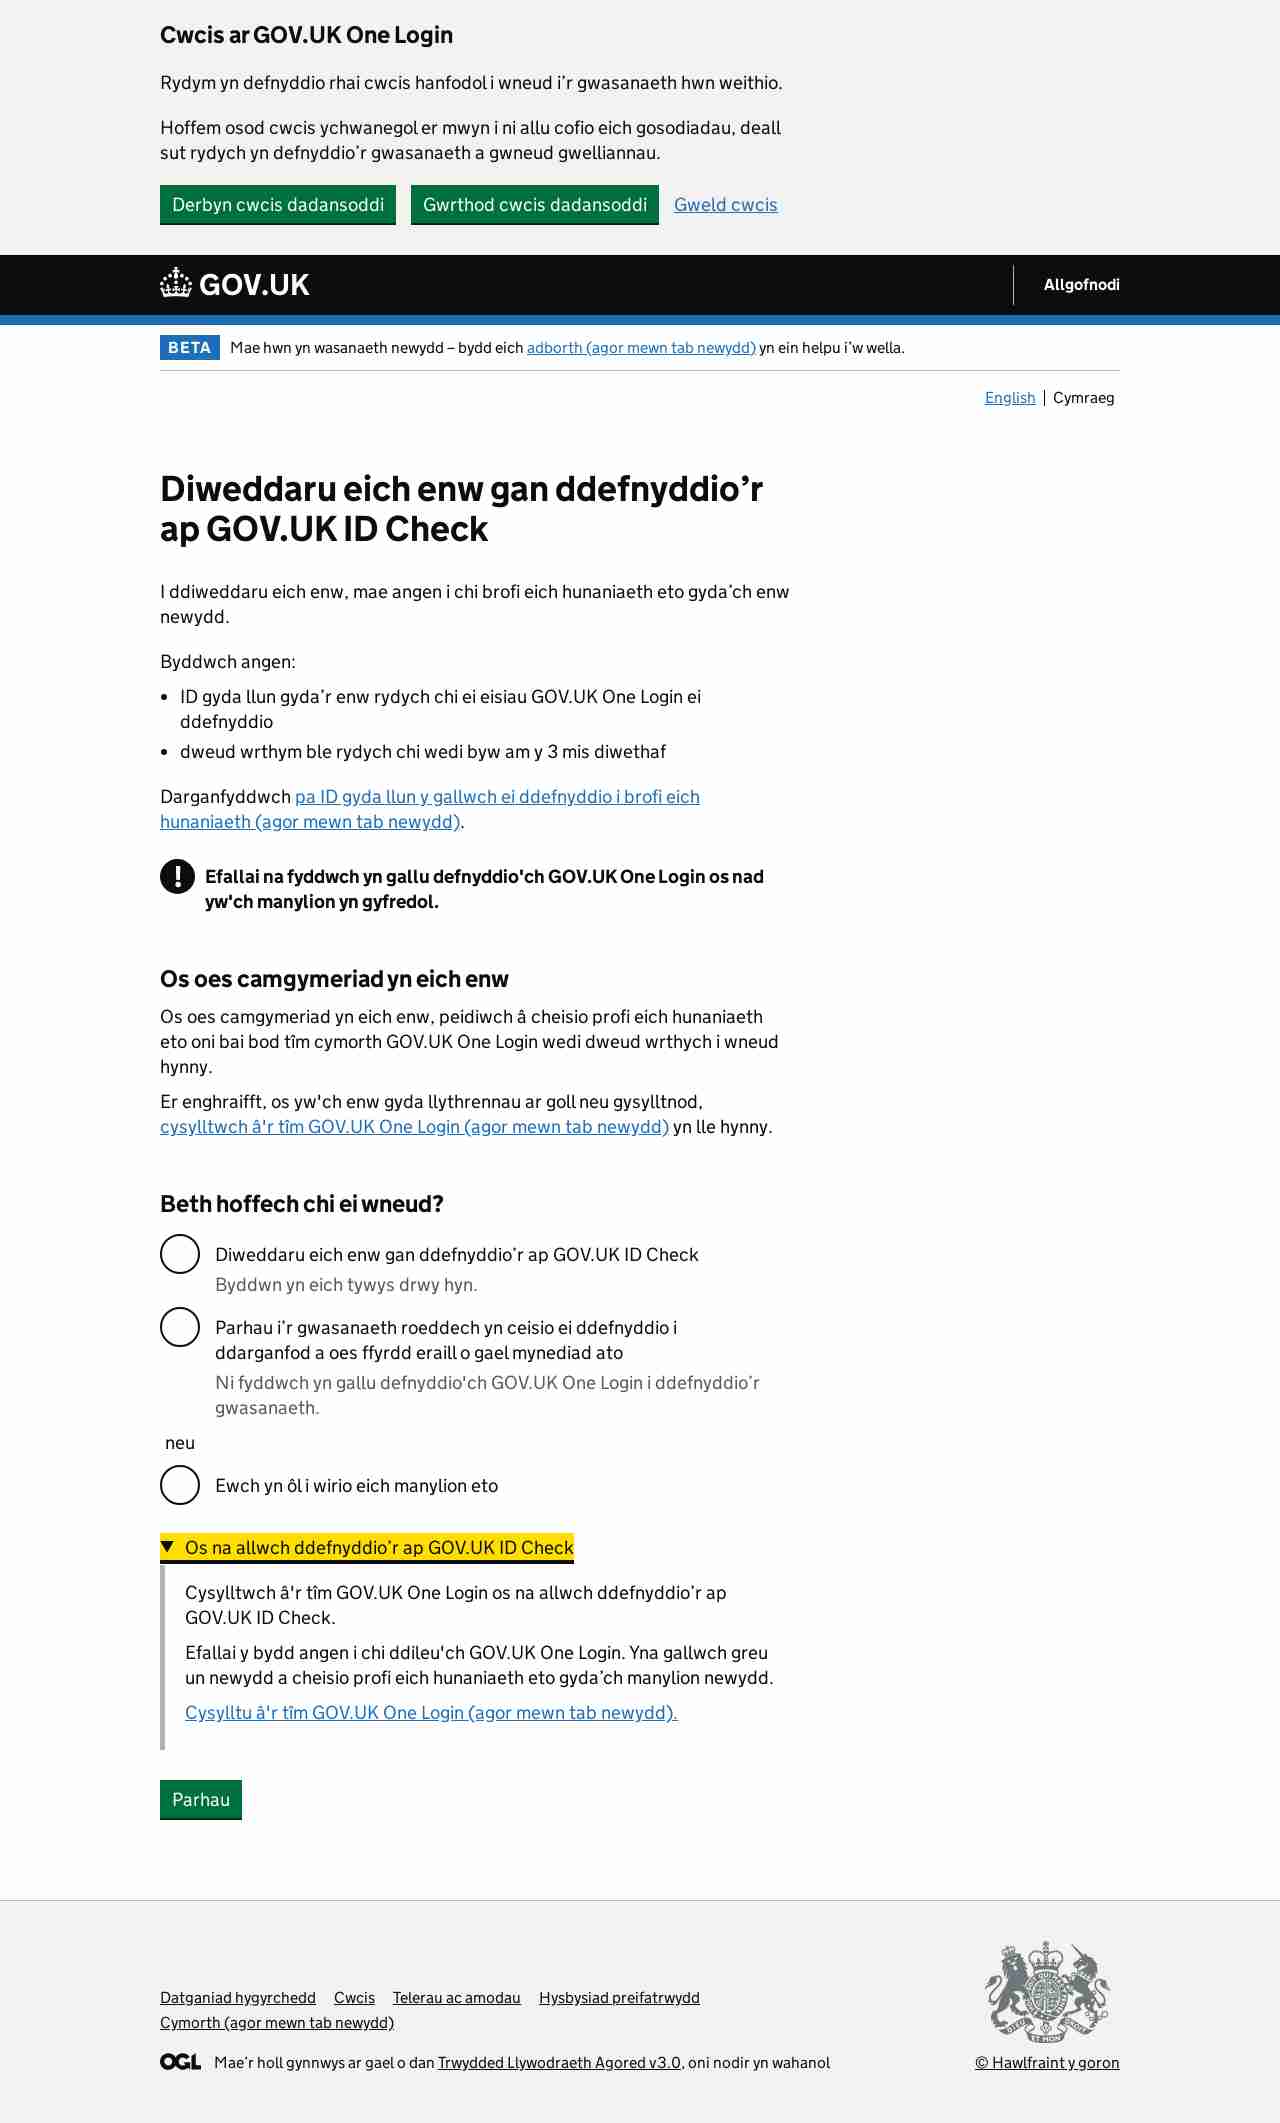 Cwcis ar GOV.UK One Login
Rydym yn defnyddio rhai cwcis hanfodol i wneud i’r gwasanaeth hwn weithio.
Hoffem osod cwcis ychwanegol er mwyn i ni allu cofio eich gosodiadau, deall
sut rydych yn defnyddio’r gwasanaeth a gwneud gwelliannau.
Derbyn cwcis dadansoddi Gwrthod cwcis dadansoddi Gweld cwcis
GOV.UK Allgofnodi
BETA Mae hwn yn wasanaeth newydd – bydd eich adborth (agor mewn tab newydd) yn ein helpu i’w wella.
English Cymraeg
Diweddaru eich enw gan ddefnyddio’r
ap GOV.UK ID Check
I ddiweddaru eich enw, mae angen i chi brofi eich hunaniaeth eto gyda’ch enw
newydd.
Byddwch angen:
• ID gyda llun gyda’r enw rydych chi ei eisiau GOV.UK One Login ei
ddefnyddio
• dweud wrthym ble rydych chi wedi byw am y 3 mis diwethaf
Darganfyddwch pa ID gyda llun y gallwch ei ddefnyddio i brofi eich
hunaniaeth (agor mewn tab newydd).
! Efallai na fyddwch yn gallu defnyddio'ch GOV.UK One Login os nad
yw'ch manylion yn gyfredol.
Os oes camgymeriad yn eich enw
Os oes camgymeriad yn eich enw, peidiwch â cheisio profi eich hunaniaeth
eto oni bai bod tîm cymorth GOV.UK One Login wedi dweud wrthych i wneud
hynny.
Er enghraifft, os yw'ch enw gyda llythrennau ar goll neu gysylltnod,
cysylltwch â'r tîm GOV.UK One Login (agor mewn tab newydd) yn lle hynny.
Beth hoffech chi ei wneud?
Diweddaru eich enw gan ddefnyddio’r ap GOV.UK ID Check
Byddwn yn eich tywys drwy hyn.
Parhau i’r gwasanaeth roeddech yn ceisio ei ddefnyddio i
ddarganfod a oes ffyrdd eraill o gael mynediad ato
Ni fyddwch yn gallu defnyddio'ch GOV.UK One Login i ddefnyddio’r
gwasanaeth.
neu
Ewch yn ôl i wirio eich manylion eto
Os na allwch ddefnyddio’r ap GOV.UK ID Check
Cysylltwch â'r tîm GOV.UK One Login os na allwch ddefnyddio’r ap
GOV.UK ID Check.
Efallai y bydd angen i chi ddileu'ch GOV.UK One Login. Yna gallwch greu
un newydd a cheisio profi eich hunaniaeth eto gyda’ch manylion newydd.
Cysylltu â'r tîm GOV.UK One Login (agor mewn tab newydd).
Parhau
Datganiad hygyrchedd Cwcis Telerau ac amodau Hysbysiad preifatrwydd
Cymorth (agor mewn tab newydd)
OGL Mae’r holl gynnwys ar gael o dan Trwydded Llywodraeth Agored v3.0, oni nodir yn wahanol
© Hawlfraint y goron